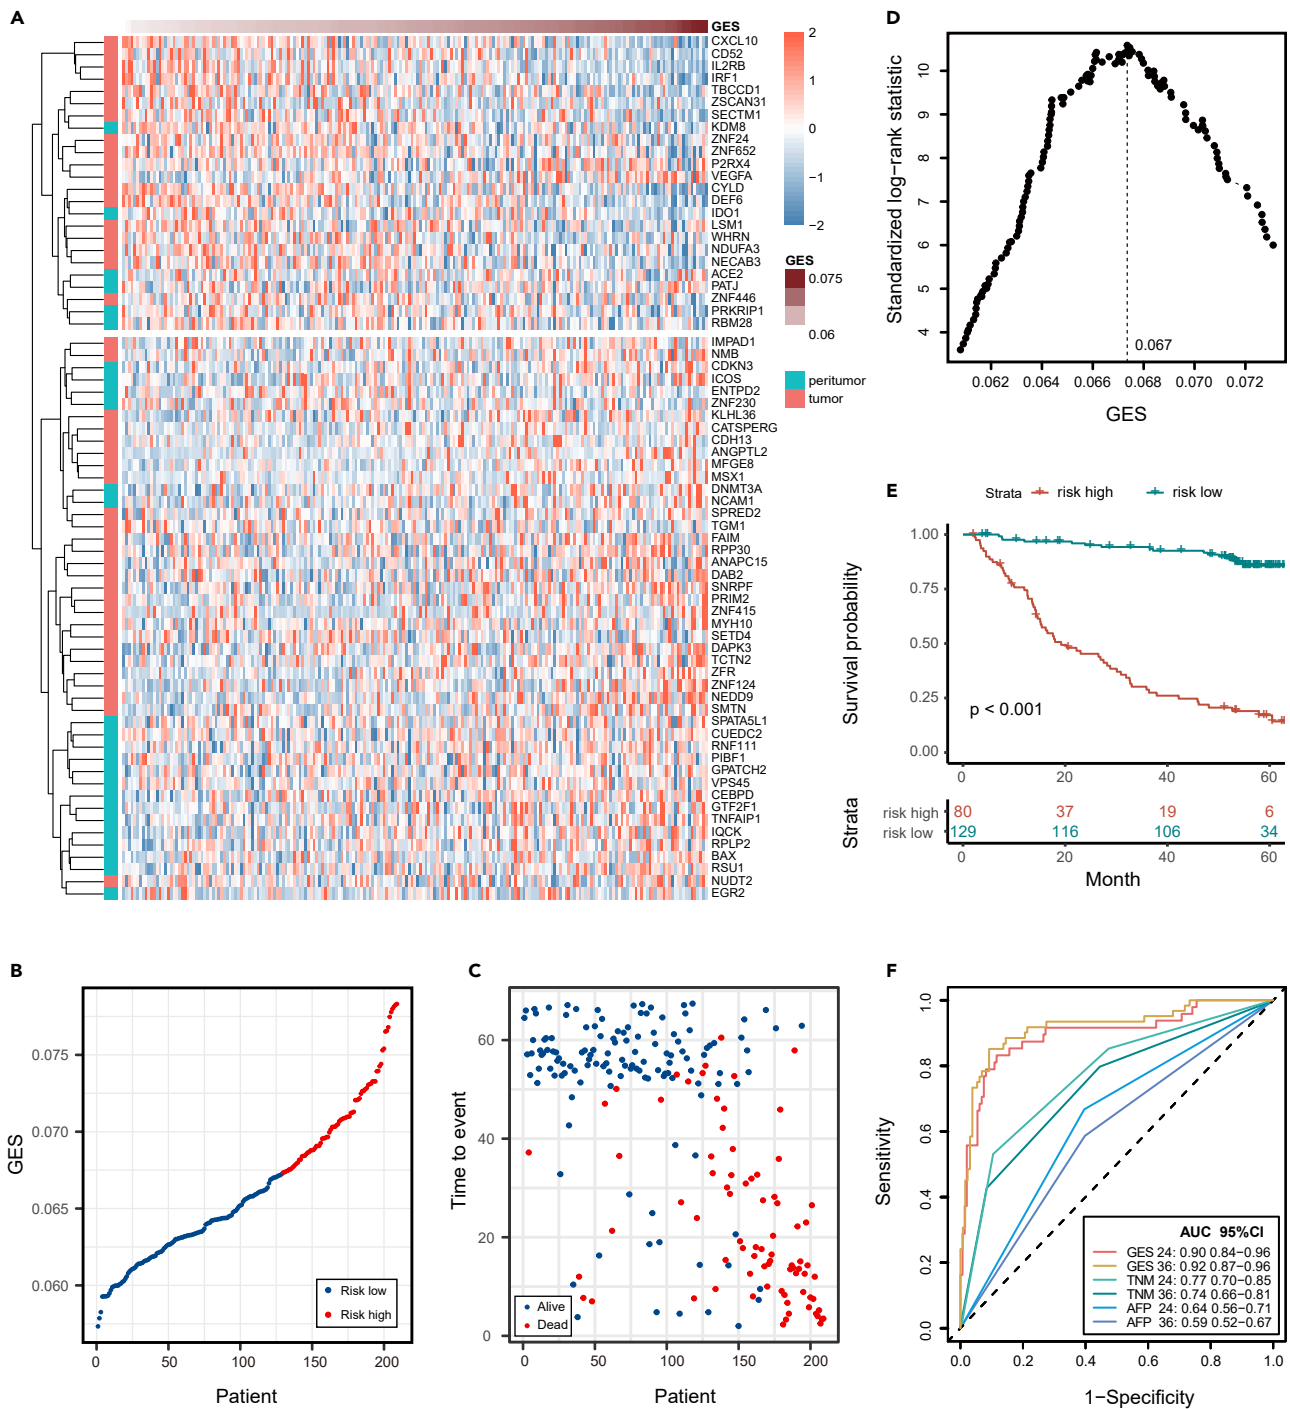 A
GES
CXCL10
CD52
IL2RB
IRF1
TBCCD1
ZSCAN31
SECTM1
KDM8
ZNF24
ZNF652
P2RX4
VEGFA
CYLD
DEF6
IDO1
LSM1
WHRN
NDUFA3
NECAB3
ACE2
PATJ
ZNF446
PRKRIP1
RBM28
IMPAD1
NMB
CDKN3
ICOS
ENTPD2
ZNF230
KLHL36
CATSPERG
CDH13
ANGPTL2
MFGE8
MSX1
DNMT3A
NCAM1
SPRED2
TGM1
FAIM
RPP30
ANAPC15
DAB2
SNRPF
PRIM2
ZNF415
MYH10
SETD4
DAPK3
TCTN2
ZFR
ZNF124
NEDD9
SMTN
SPATA5L1
CUEDC2
RNF111
PIBF1
GPATCH2
VPS45
CEBPD
GTF2F1
TNFAIP1
IQCK
RPLP2
BAX
RSU1
NUDT2
EGR2
2
1
0
−1
−2
GES
0.075
0.06
peritumor
tumor
D
Standardized log−rank statistic
10
9
8
7
6
5
4
0.067
0.062 0.064 0.066 0.068 0.070 0.072
GES
E
Strata risk high risk low
Survival probability
1.00
0.75
0.50
0.25
0.00
p < 0.001
0 20 40 60
Strata
risk high 80 37 19 6
risk low 129 116 106 34
0 20 40 60
Month
B
GES
0.075
0.070
0.065
0.060
Risk low
Risk high
0 50 100 150 200
Patient
C
Time to event
60
40
20
0
Alive
Dead
0 50 100 150 200
Patient
F
Sensitivity
1.0
0.8
0.6
0.4
0.2
0.0
AUC 95%CI
GES 24: 0.90 0.84−0.96
GES 36: 0.92 0.87−0.96
TNM 24: 0.77 0.70−0.85
TNM 36: 0.74 0.66−0.81
AFP 24: 0.64 0.56−0.71
AFP 36: 0.59 0.52−0.67
0.0 0.2 0.4 0.6 0.8 1.0
1−Specificity